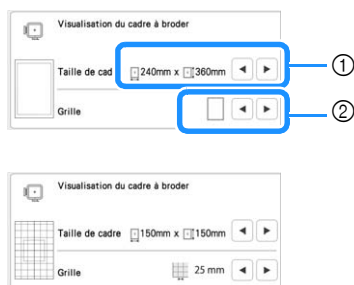 Visualisation du cadre à broder
Taille de cad 240mm x 360mm ①
Grille ②
Visualisation du cadre à broder
Taille de cadre 150mm x 150mm
Grille 25 mm